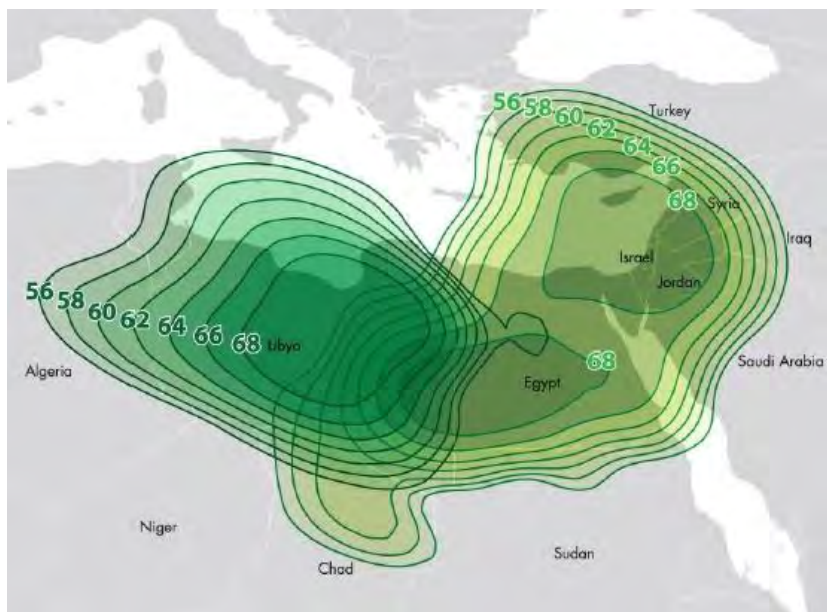 56
58
60
62
64
66
68
Turkey
Syria
Iraq
Israel
Jordan
56
58
60
62
64
66
68
Libya
Algeria
68
Egypt
Saudi Arabia
Niger
Chad
Sudan